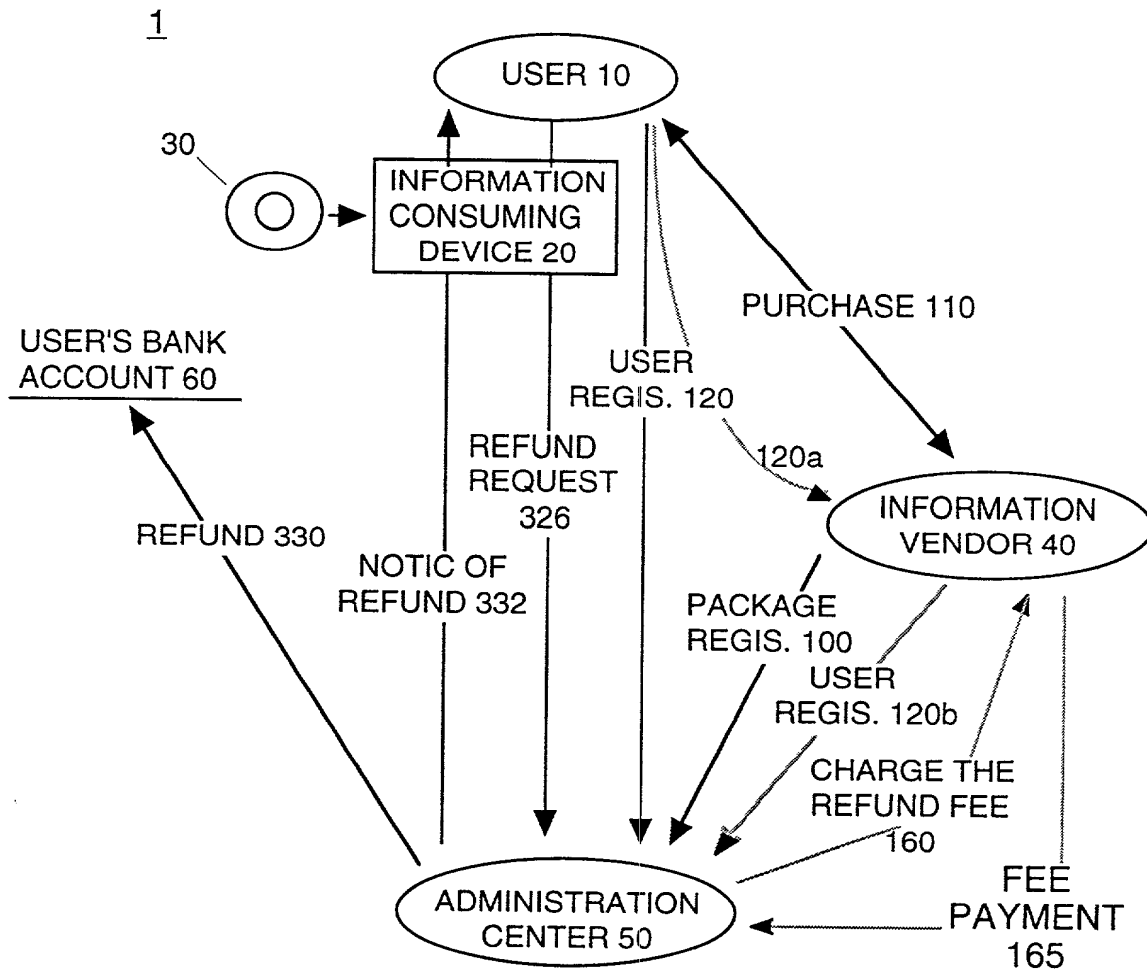 1
USER 10
30
INFORMATION
CONSUMING
DEVICE 20
PURCHASE 110
USER'S BANK
ACCOUNT 60
USER
REGIS. 120
REFUND
REQUEST
326
120a
INFORMATION
VENDOR 40
REFUND 330
NOTIC OF
REFUND 332
PACKAGE
REGIS. 100
USER
REGIS. 120b
CHARGE THE
REFUND FEE
160
FEE
PAYMENT
165
ADMINISTRATION
CENTER 50